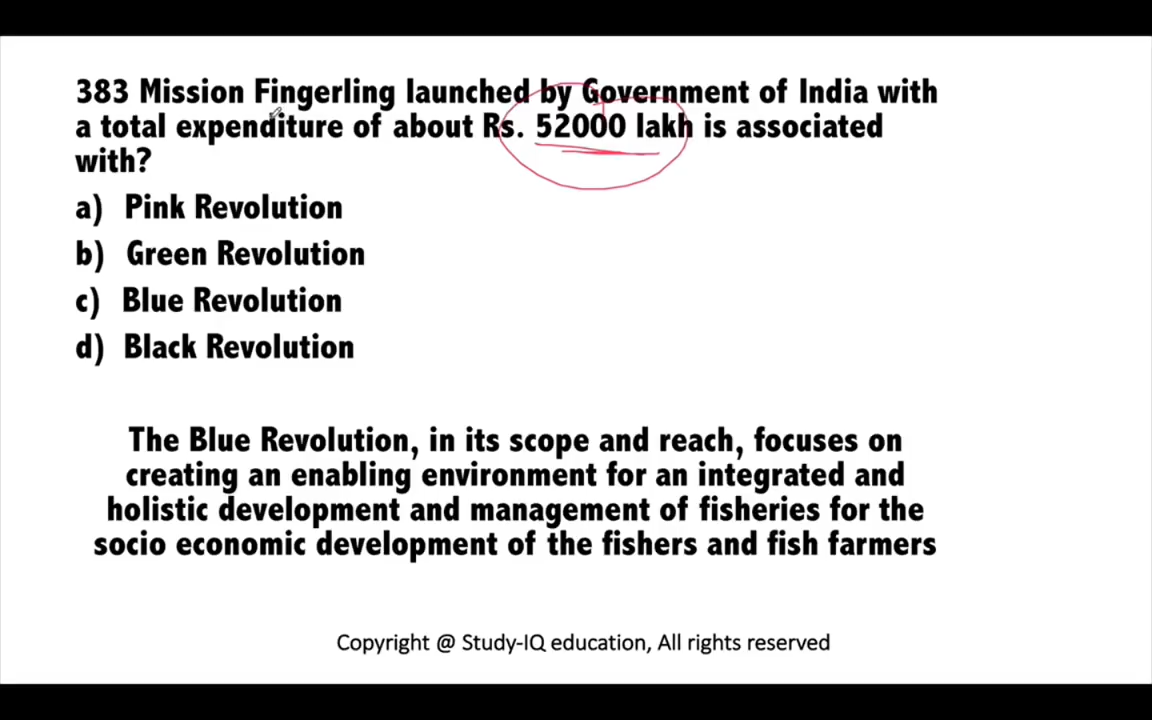 383 Mission Fingerling launched by Government of India with
a total expenditure of about Rs. 52000 lakh is associated
with?
a) Pink Revolution
b) Green Revolution
c) Blue Revolution
d) Black Revolution
The Blue Revolution, in its scope and reach, focuses on
creating an enabling environment for an integrated and
holistic development and management of fisheries for the
socio economic development of the fishers and fish farmers
Copyright @ Study-IQ education, All rights reserved